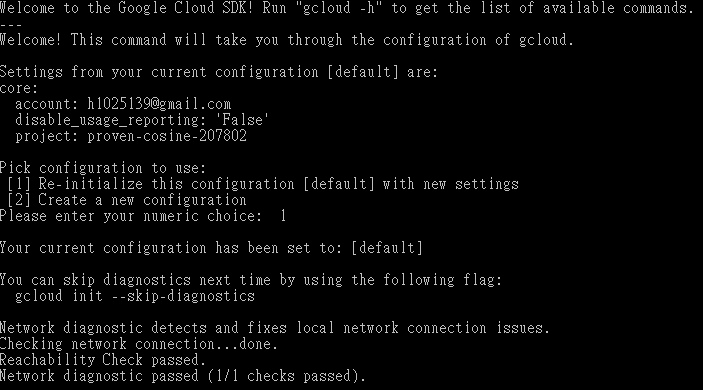 Welcome to the Google Cloud SDK! Run "gcloud -h" to get the list of available commands.
---
Welcome! This command will take you through the configuration of gcloud.
Settings from your current configuration [default] are:
core:
  account: h1025139@gmail.com
  disable_usage_reporting: 'False'
  project: proven-cosine-207802
Pick configuration to use:
 [1] Re-initialize this configuration [default] with new settings
 [2] Create a new configuration
Please enter your numeric choice:  1
Your current configuration has been set to: [default]
You can skip diagnostics next time by using the following flag:
  gcloud init --skip-diagnostics
Network diagnostic detects and fixes local network connection issues.
Checking network connection...done.
Reachability Check passed.
Network diagnostic passed (1/1 checks passed).